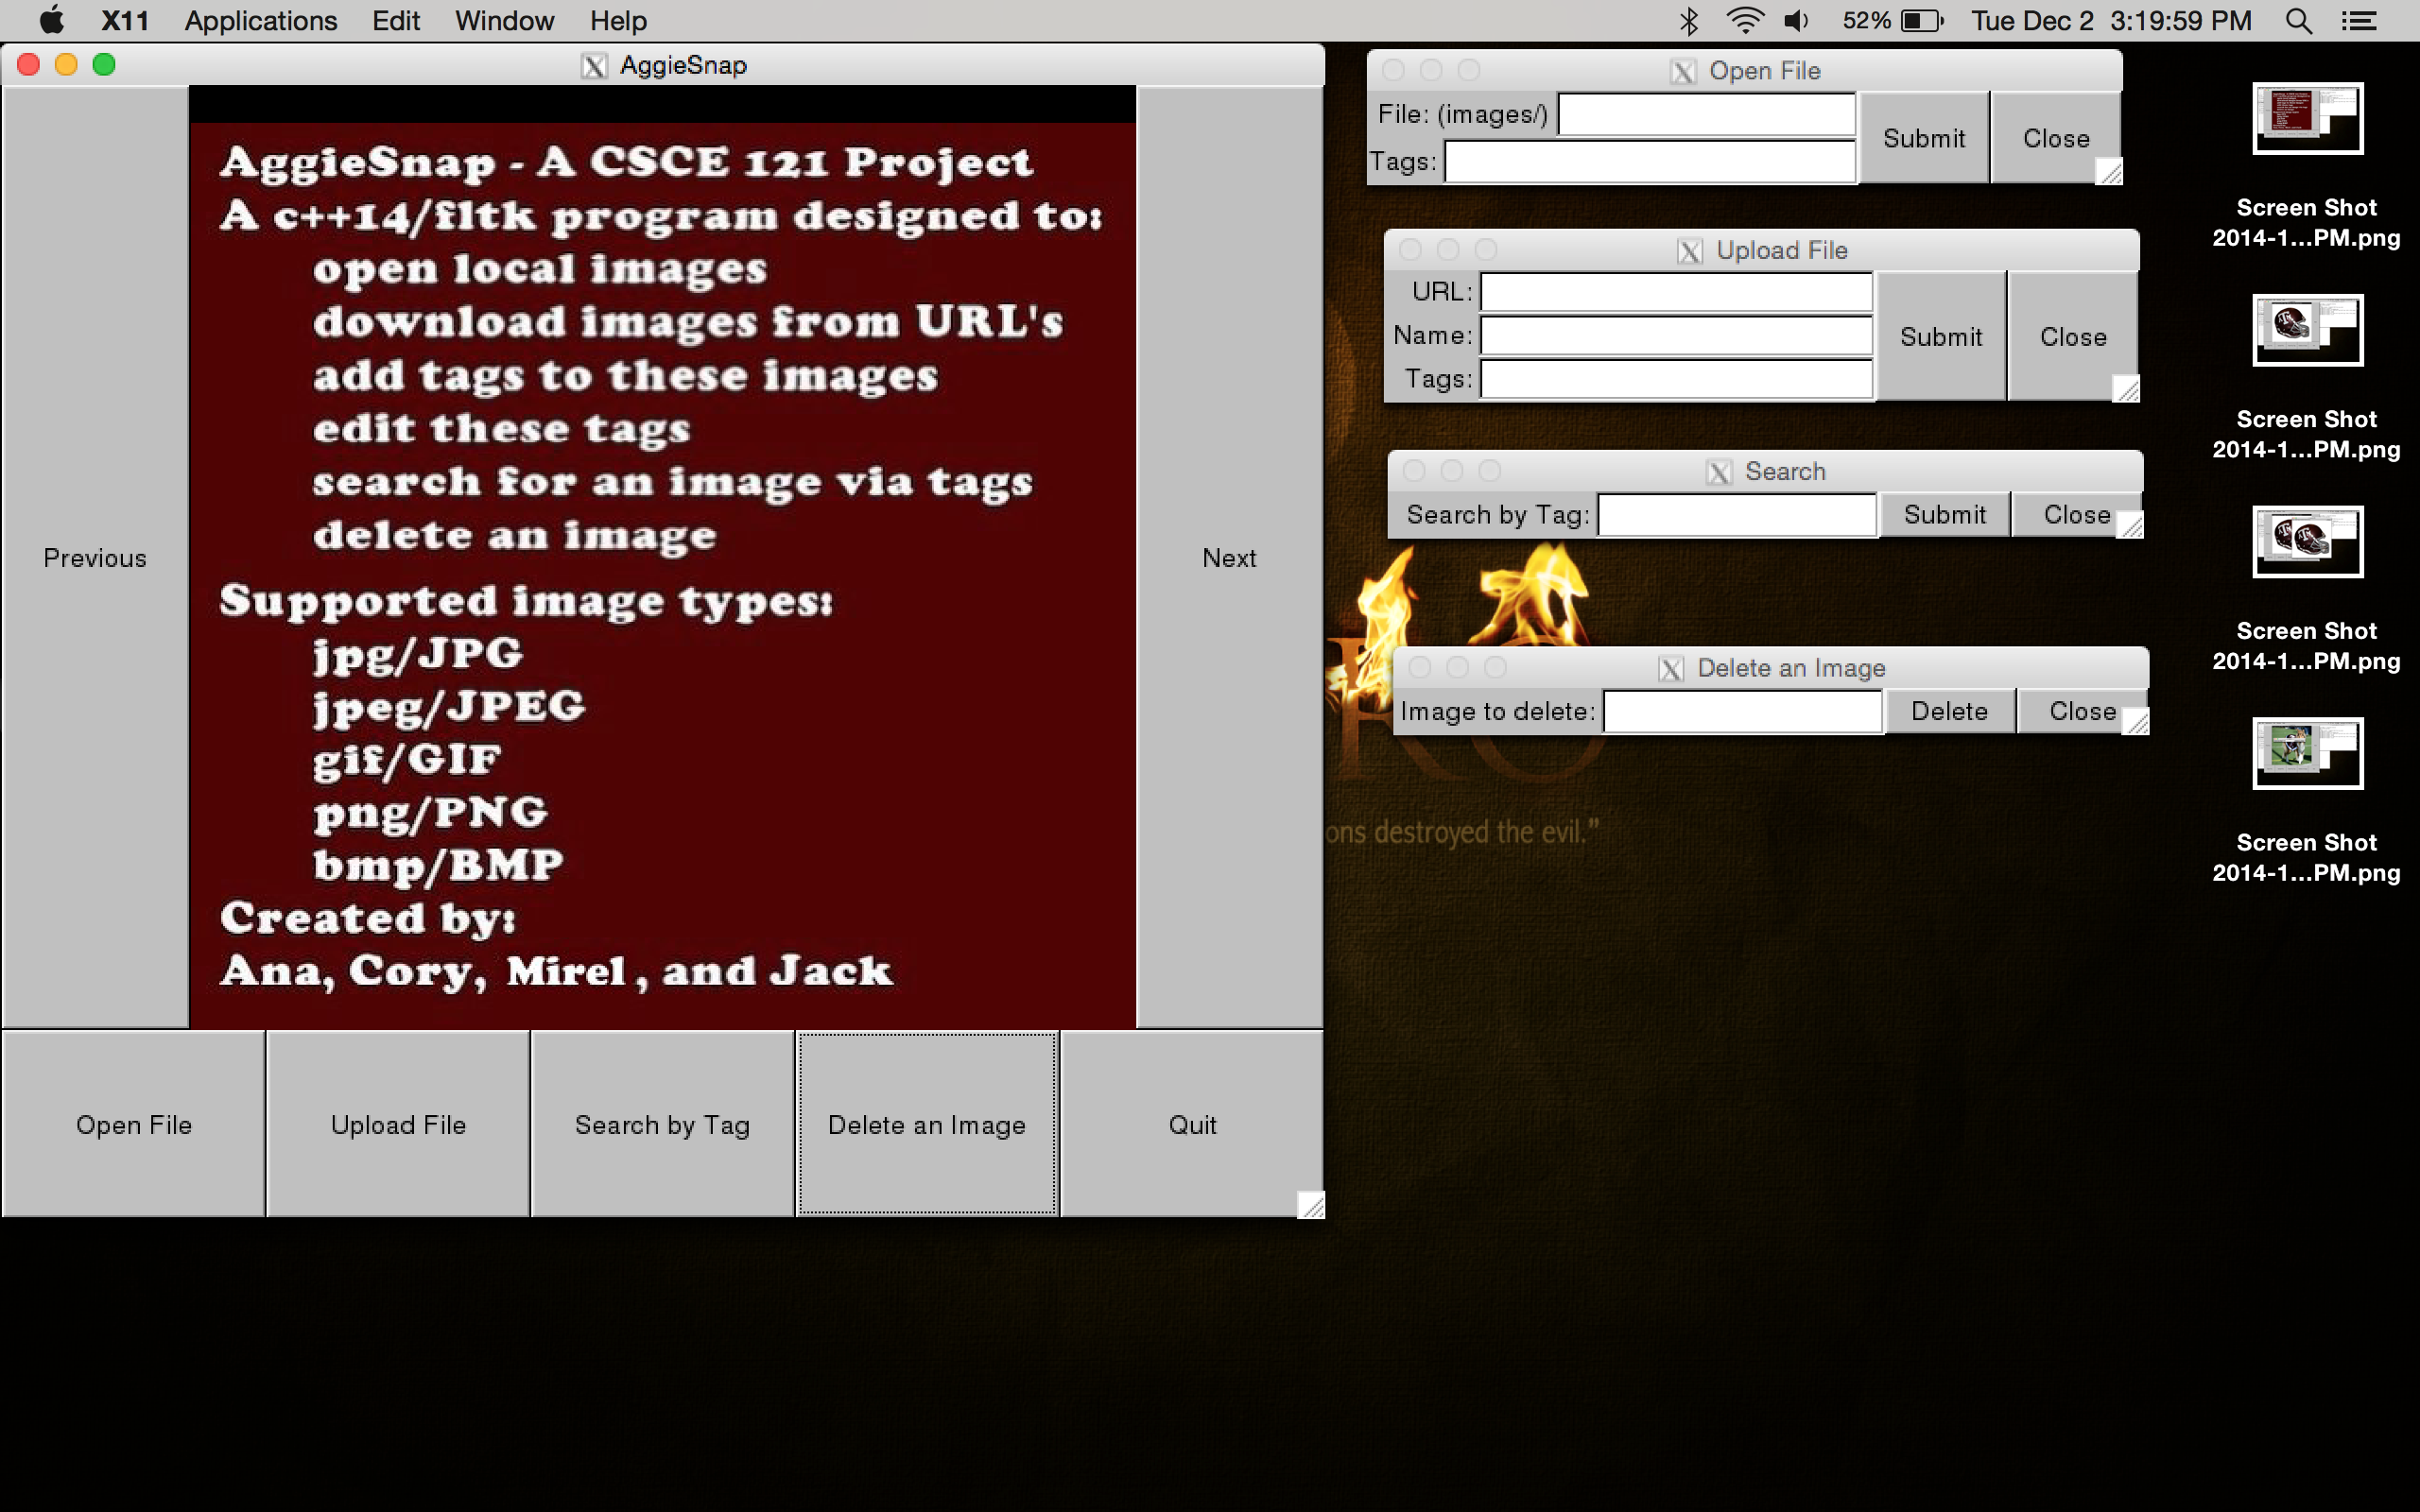 X11 Applications Edit Window Help 52% Tue Dec 2 3:19:59 PM
AggieSnap
Previous
AggieSnap - A CSCE 121 Project
A c++14/fltk program designed to:
open local images
download images from URL's
add tags to these images
edit these tags
search for an image via tags
delete an image
Supported image types:
jpg/JPG
jpeg/JPEG
gif/GIF
png/PNG
bmp/BMP
Created by:
Ana, Cory, Mirel , and Jack
Next
Open File Upload File Search by Tag Delete an Image Quit
Open File
File: (images/)
Tags:
Submit Close
Upload File
URL:
Name:
Tags:
Submit Close
Search
Search by Tag: Submit Close
Delete an Image
Image to delete: Delete Close
destroyed the evil.”
Screen Shot
2014-1...PM.png
Screen Shot
2014-1...PM.png
Screen Shot
2014-1...PM.png
Screen Shot
2014-1...PM.png